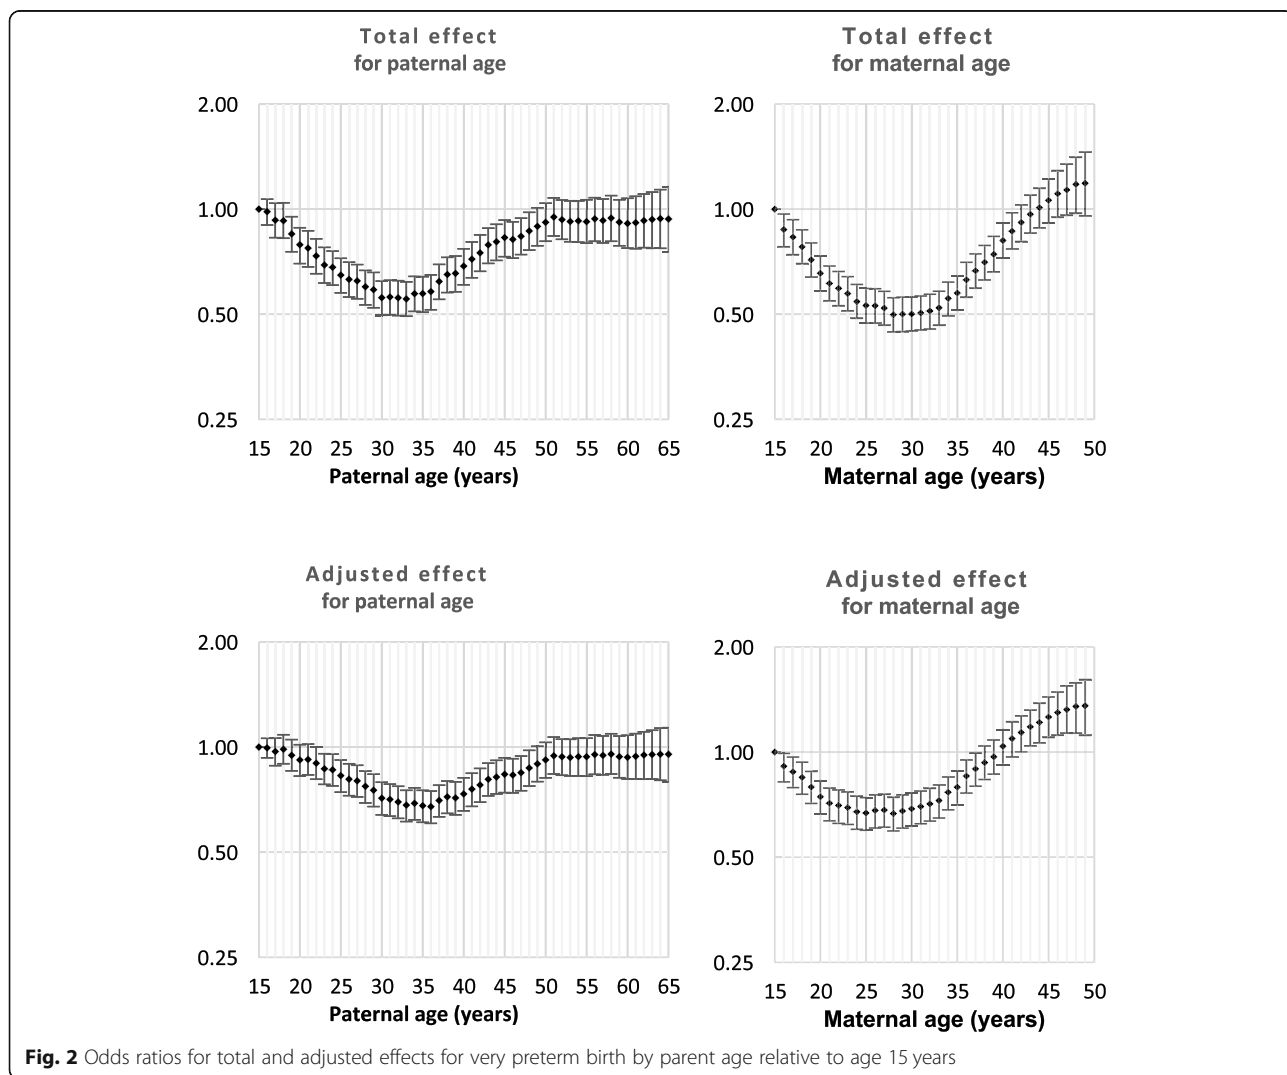 Total effect
for paternal age
2.00
1.00
0.50
0.25
15 20 25 30 35 40 45 50 55 60 65
Paternal age (years)
Total effect
for maternal age
2.00
1.00
0.50
0.25
15 20 25 30 35 40 45 50
Maternal age (years)
Adjusted effect
for paternal age
2.00
1.00
0.50
0.25
15 20 25 30 35 40 45 50 55 60 65
Paternal age (years)
Adjusted effect
for maternal age
2.00
1.00
0.50
0.25
15 20 25 30 35 40 45 50
Maternal age (years)
Fig. 2 Odds ratios for total and adjusted effects for very preterm birth by parent age relative to age 15 years